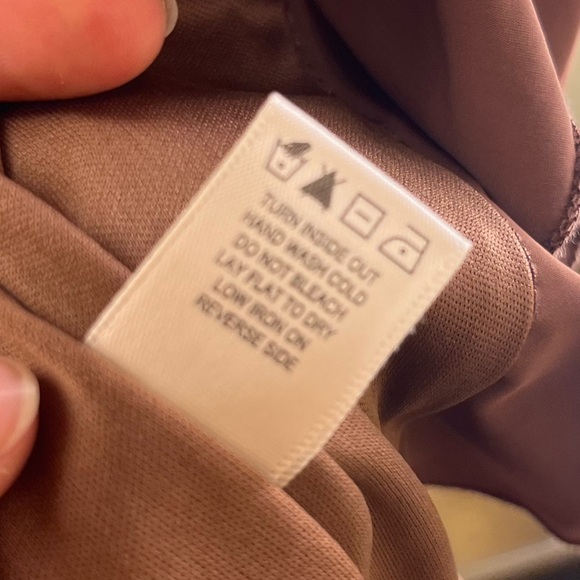 TURN INSIDE OUT
HAND WASH COLD
DO NOT BLEACH
LAY FLAT TO DRY
LOW IRON ON
REVERSE SIDE